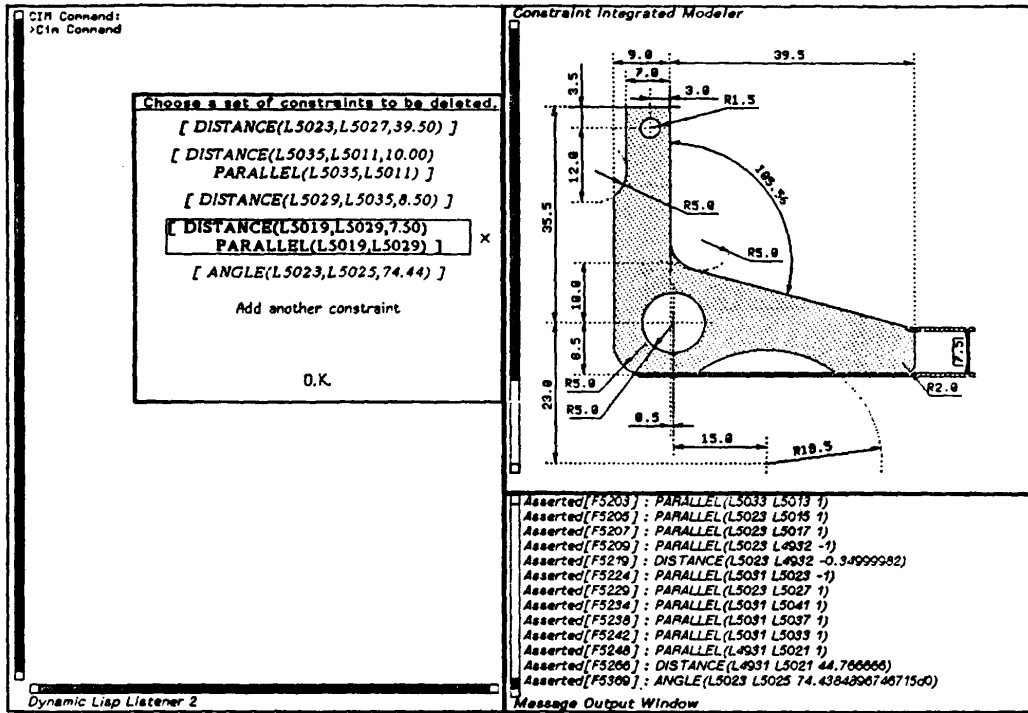 CIM Command:
>Cim Command
Choose a set of constraints to be deleted.
[ DISTANCE(L5023,L5027,39.50) ]
[ DISTANCE(L5035,L5011,10.00)
PARALLEL(L5035,L5011) ]
[ DISTANCE(L5029,L5035,8.50) ]
[ DISTANCE(L5019,L5029,7.50)
PARALLEL(L5019,L5029) ]
×
[ ANGLE(L5023,L5025,74.44) ]
Add another constraint
O.K.
Dynamic Lisp Listener 2
Constraint Integrated Modeler
9.0
39.5
7.0
3.5
3.0
R1.5
12.0
105.56
R5.0
35.5
R5.0
10.0
8.5
7.5
R5.0
R2.0
R5.0
23.0
0.5
15.0
R18.5
Asserted[F5203] : PARALLEL(L5033 L5013 1)
Asserted[F5205] : PARALLEL(L5023 L5015 1)
Asserted[F5207] : PARALLEL(L5023 L5017 1)
Asserted[F5209] : PARALLEL(L5023 L4932 -1)
Asserted[F5219] : DISTANCE(L5023 L4932 -0.34999982)
Asserted[F5224] : PARALLEL(L5031 L5023 -1)
Asserted[F5229] : PARALLEL(L5023 L5027 1)
Asserted[F5234] : PARALLEL(L5031 L5041 1)
Asserted[F5238] : PARALLEL(L5031 L5037 1)
Asserted[F5242] : PARALLEL(L5031 L5033 1)
Asserted[F5248] : PARALLEL(L4931 L5021 1)
Asserted[F5266] : DISTANCE(L4931 L5021 44.766666)
Asserted[F5369] : ANGLE(L5023 L5025 74.4384896746715d0)
Message Output Window